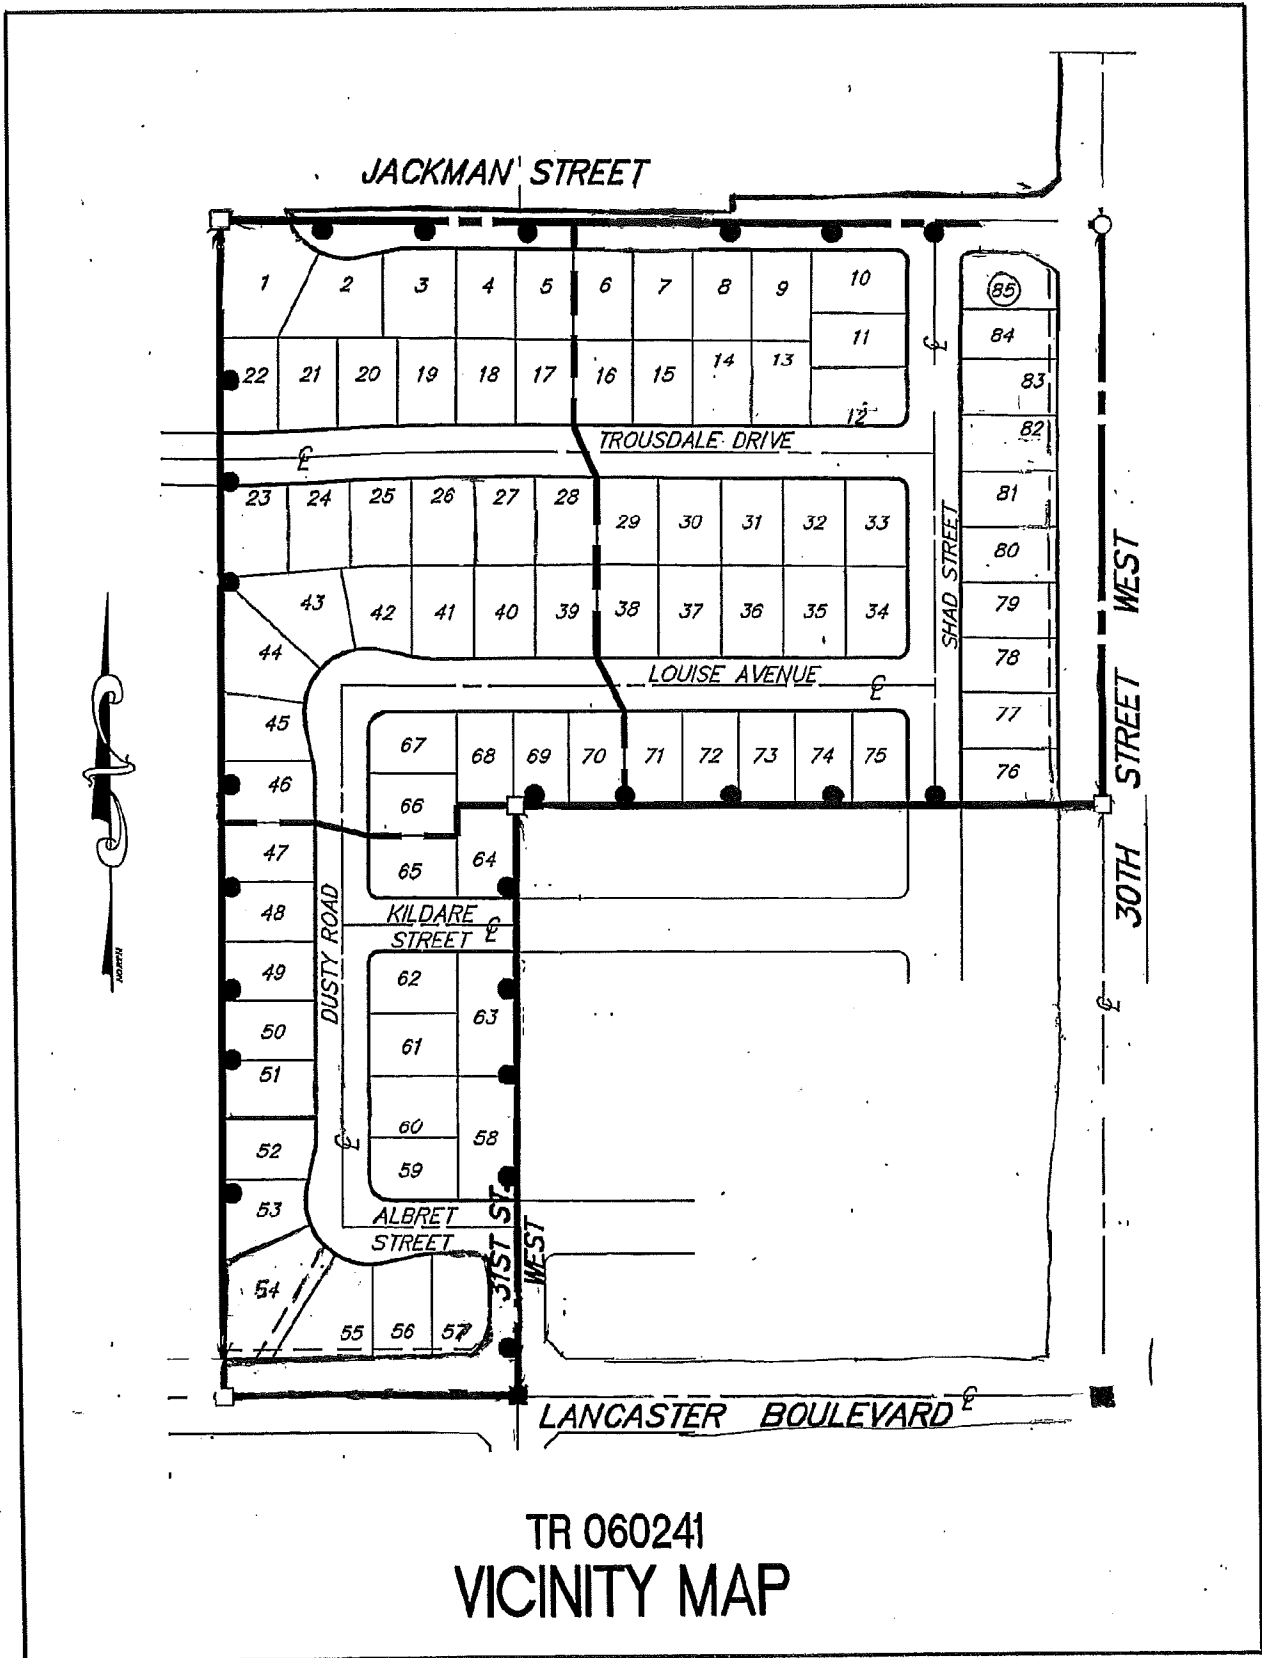 JACKMAN STREET
1 2 3 4 5 6 7 8 9 10
85
11
84
22 21 20 19 18 17 16 15 14 13
83
12
82
TROUSDALE DRIVE
℄
23 24 25 26 27 28 29 30 31 32 33
81
80
SHAD STREET
℄
30TH STREET WEST
℄
43 42 41 40 39 38 37 36 35 34
79
44
78
LOUISE AVENUE ℄
45
77
67 68 69 70 71 72 73 74 75
76
46
66
47
65 64
DUSTY ROAD
℄
48
KILDARE
STREET ℄
49
62
63
50
61
51
60
58
52
59
53
ALBRET
STREET
31ST ST
WEST
54
55 56 57
NORTH
LANCASTER BOULEVARD ℄
TR 060241
VICINITY MAP